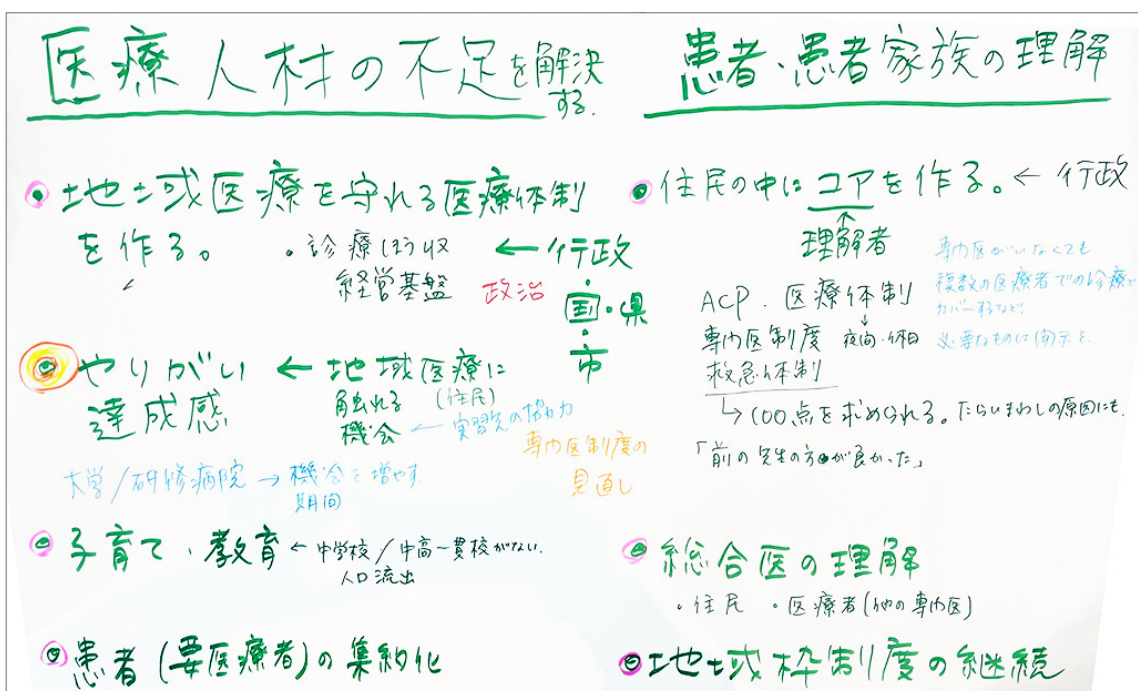 医療人材の不足を解決
する.
● 地域医療を守れる医療体制
を作る。
・診療ほう収
経営基盤
← 行政
政治
国・県
・
市
● やりがい
達成感
← 地域医療に
触れる
(住民)
機会
← 実習先の協力
専門医制度の
見直し
大学/研修病院 → 機会を増やす.
期間
● 子育て・教育 ← 中学校/中高一貫校がない.
人口流出
● 患者(要医療者)の集約化
患者・患者家族の理解
● 住民の中にコアを作る。← 行政
↑
理解者
専門医がいなくても
複数の医療者での診療で
カバーするなど.
必要なものに開示を
ACP . 医療体制
↓
専門医制度 夜間・休日
救急体制
↳ 100点を求められる。たらいまわしの原因にも.
「前の先生の方が良かった」
● 総合医の理解
・住民 ・医療者(他の専門医)
● 地域枠制度の継続